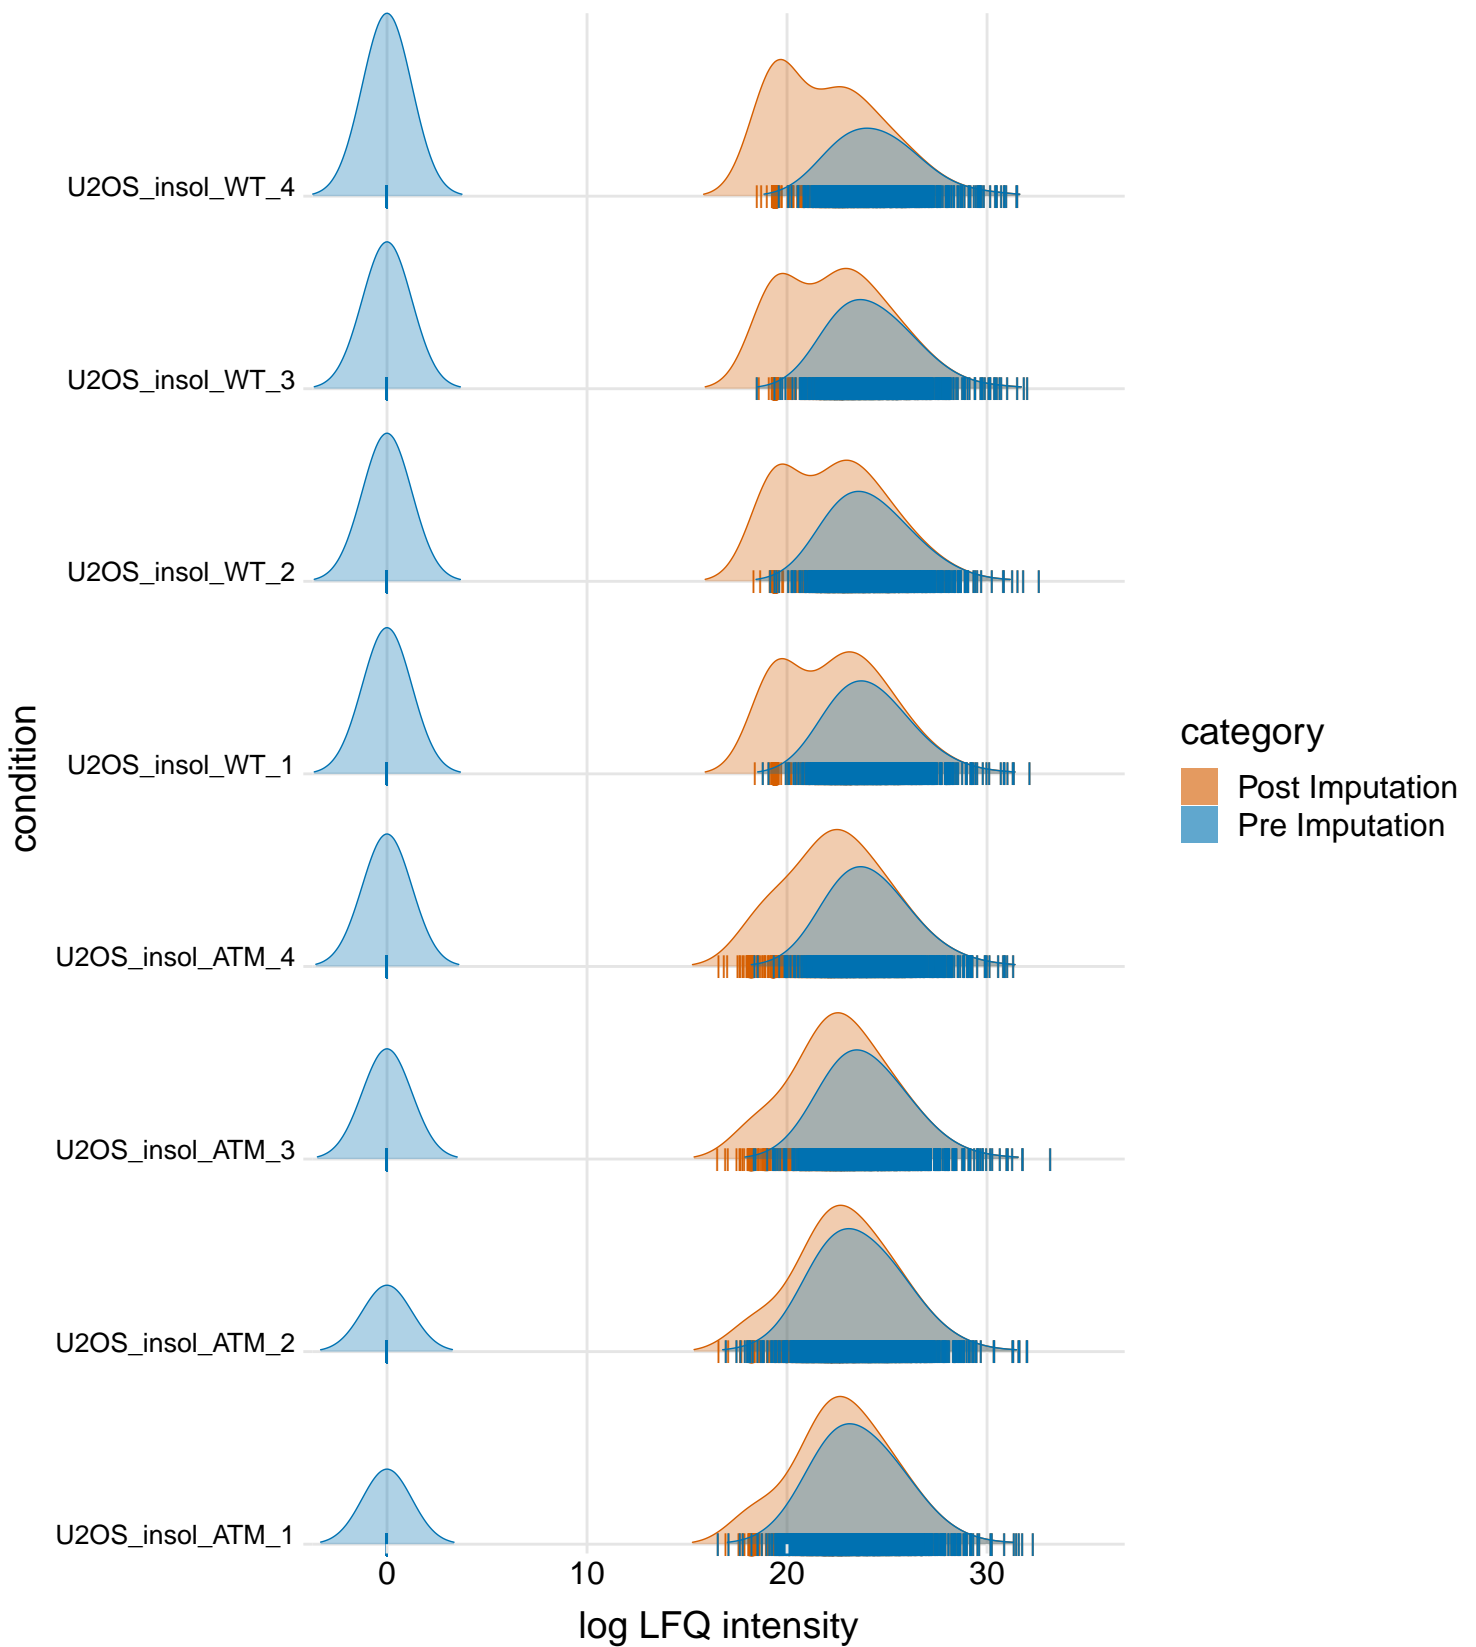 condition
U2OS_insol_WT_4
U2OS_insol_WT_3
U2OS_insol_WT_2
U2OS_insol_WT_1
U2OS_insol_ATM_4
U2OS_insol_ATM_3
U2OS_insol_ATM_2
U2OS_insol_ATM_1
0 10 20 30
log LFQ intensity
category
Post Imputation
Pre Imputation